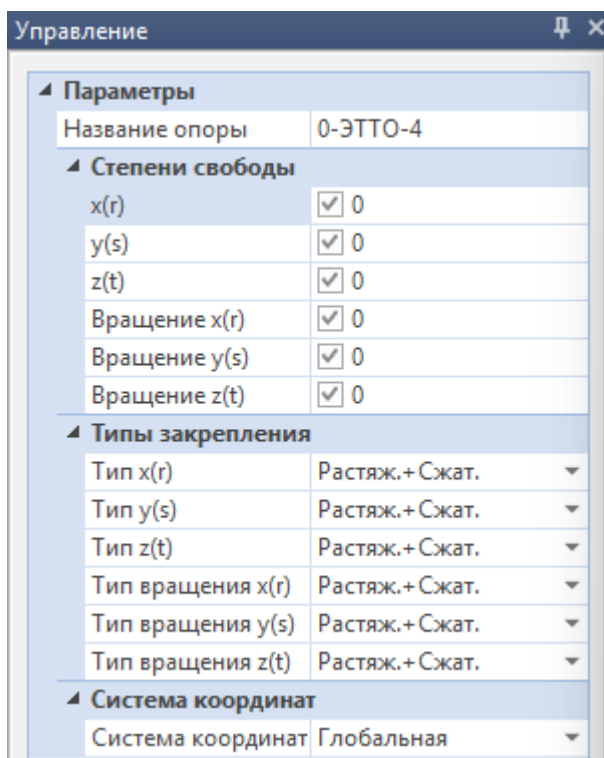 Управление
Параметры
Название опоры 0-ЭТТО-4
Степени свободы
x(r) 0
y(s) 0
z(t) 0
Вращение x(r) 0
Вращение y(s) 0
Вращение z(t) 0
Типы закрепления
Тип x(r) Растяж.+Сжат.
Тип y(s) Растяж.+Сжат.
Тип z(t) Растяж.+Сжат.
Тип вращения x(r) Растяж.+Сжат.
Тип вращения y(s) Растяж.+Сжат.
Тип вращения z(t) Растяж.+Сжат.
Система координат
Система координат Глобальная